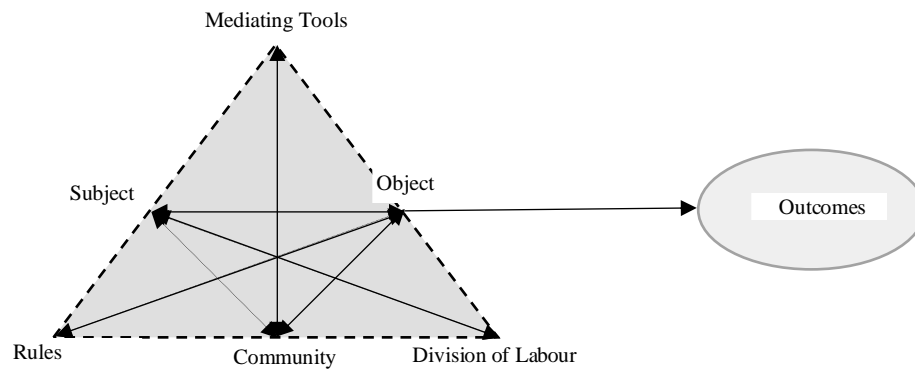 Mediating Tools
Subject
Object
Outcomes
Rules
Community
Division of Labour